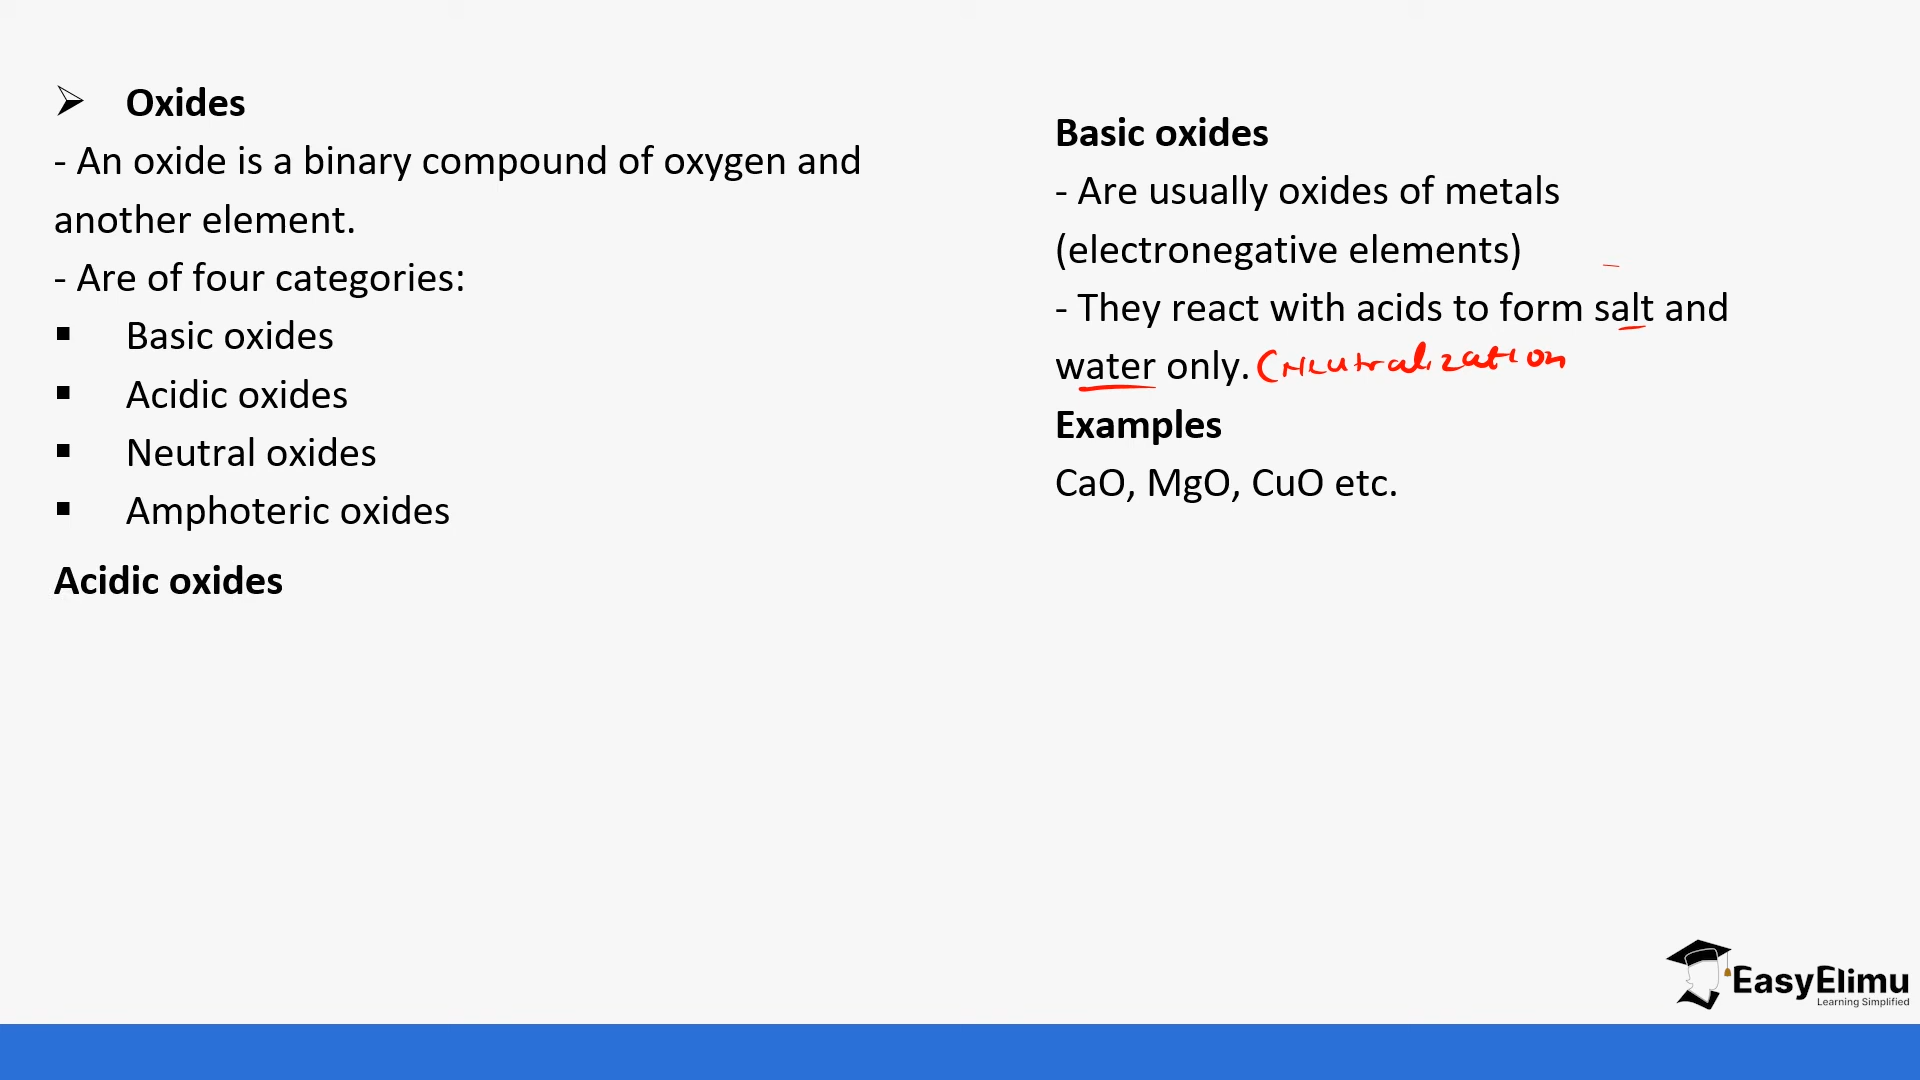 Oxides
- An oxide is a binary compound of oxygen and
another element.
- Are of four categories:
▪ Basic oxides
▪ Acidic oxides
▪ Neutral oxides
▪ Amphoteric oxides
Acidic oxides
Basic oxides
- Are usually oxides of metals
(electronegative elements)
- They react with acids to form salt and
water only. (Neutralization
Examples
CaO, MgO, CuO etc.
EasyElimu
Learning Simplified